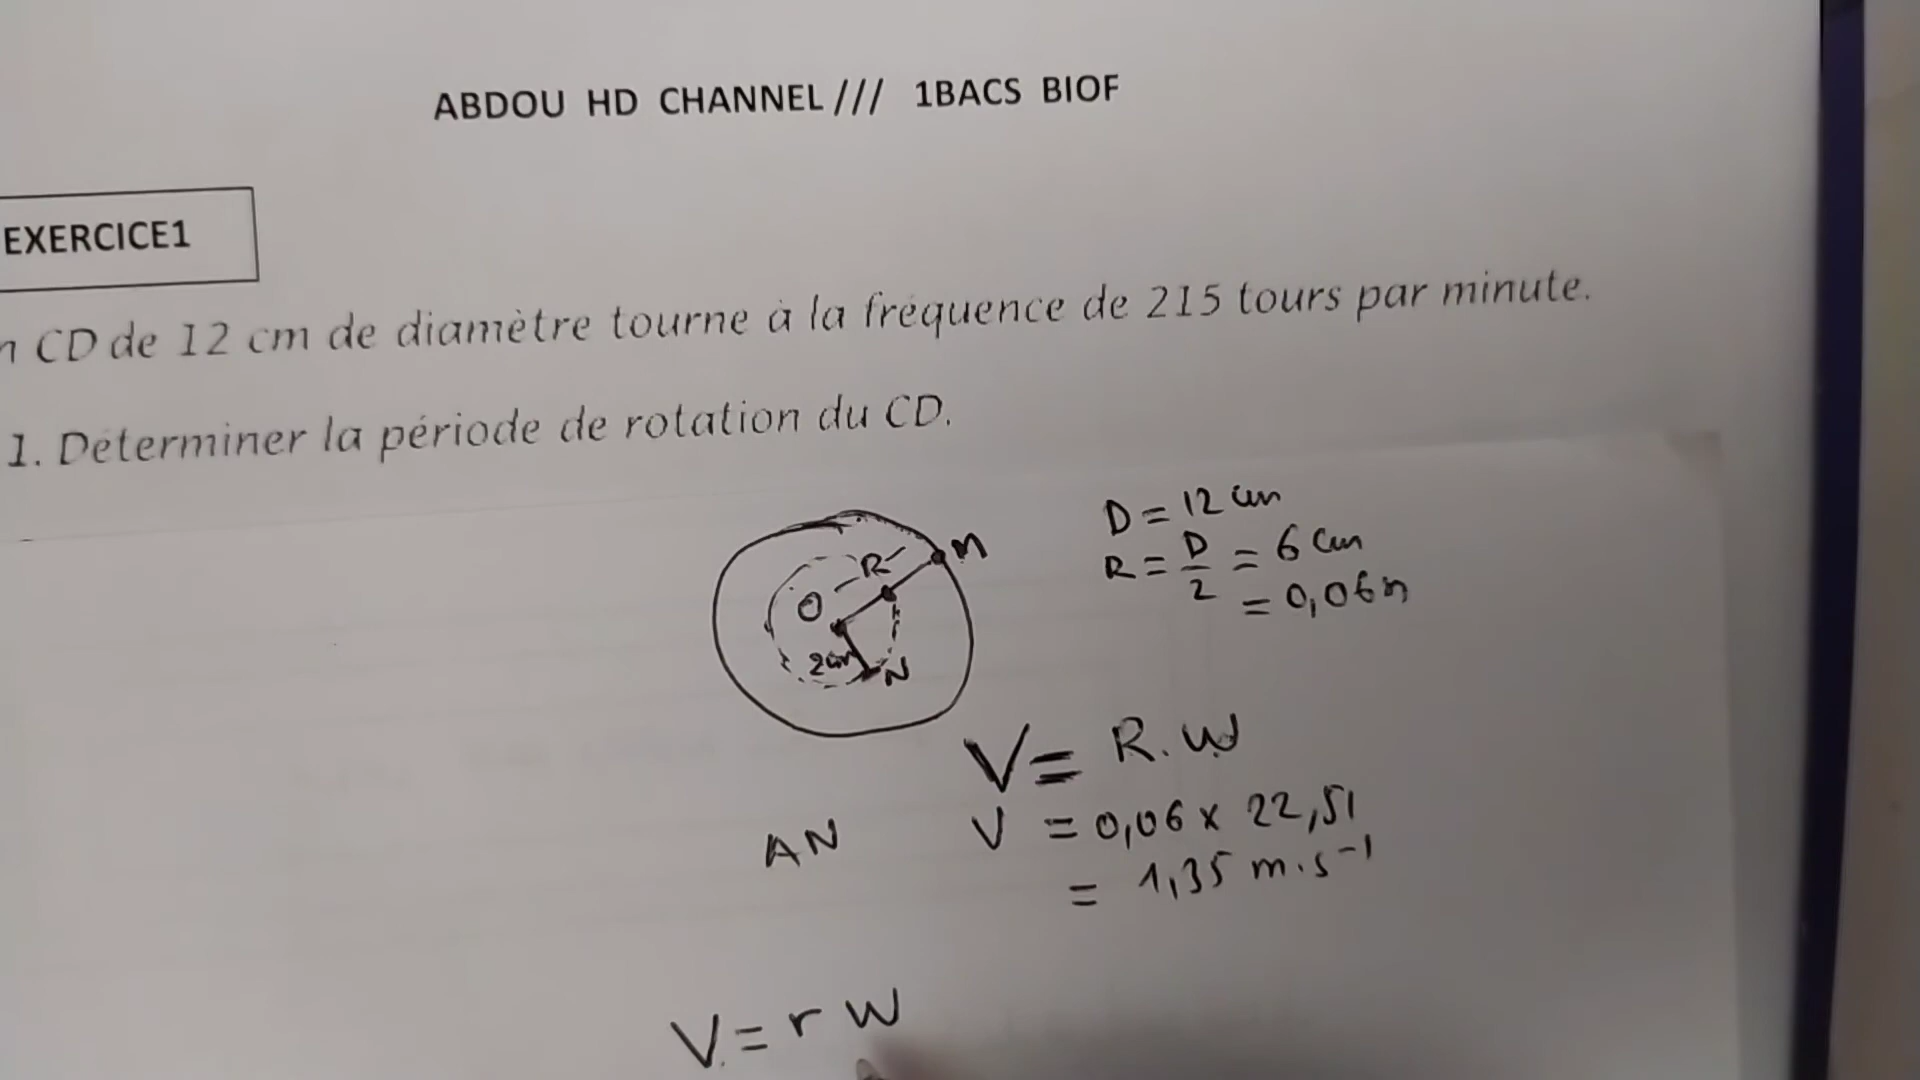 ABDOU HD CHANNEL /// 1BACS BIOF
EXERCICE1
n CD de 12 cm de diamètre tourne à la fréquence de 215 tours par minute.
1. Déterminer la période de rotation du CD.
D = 12 cm
R = D/2 = 6 cm
= 0,06m
M
R
O
2cm
N
V = R.W
AN V = 0,06 x 22,51
= 1,35 m.s⁻¹
V = r W